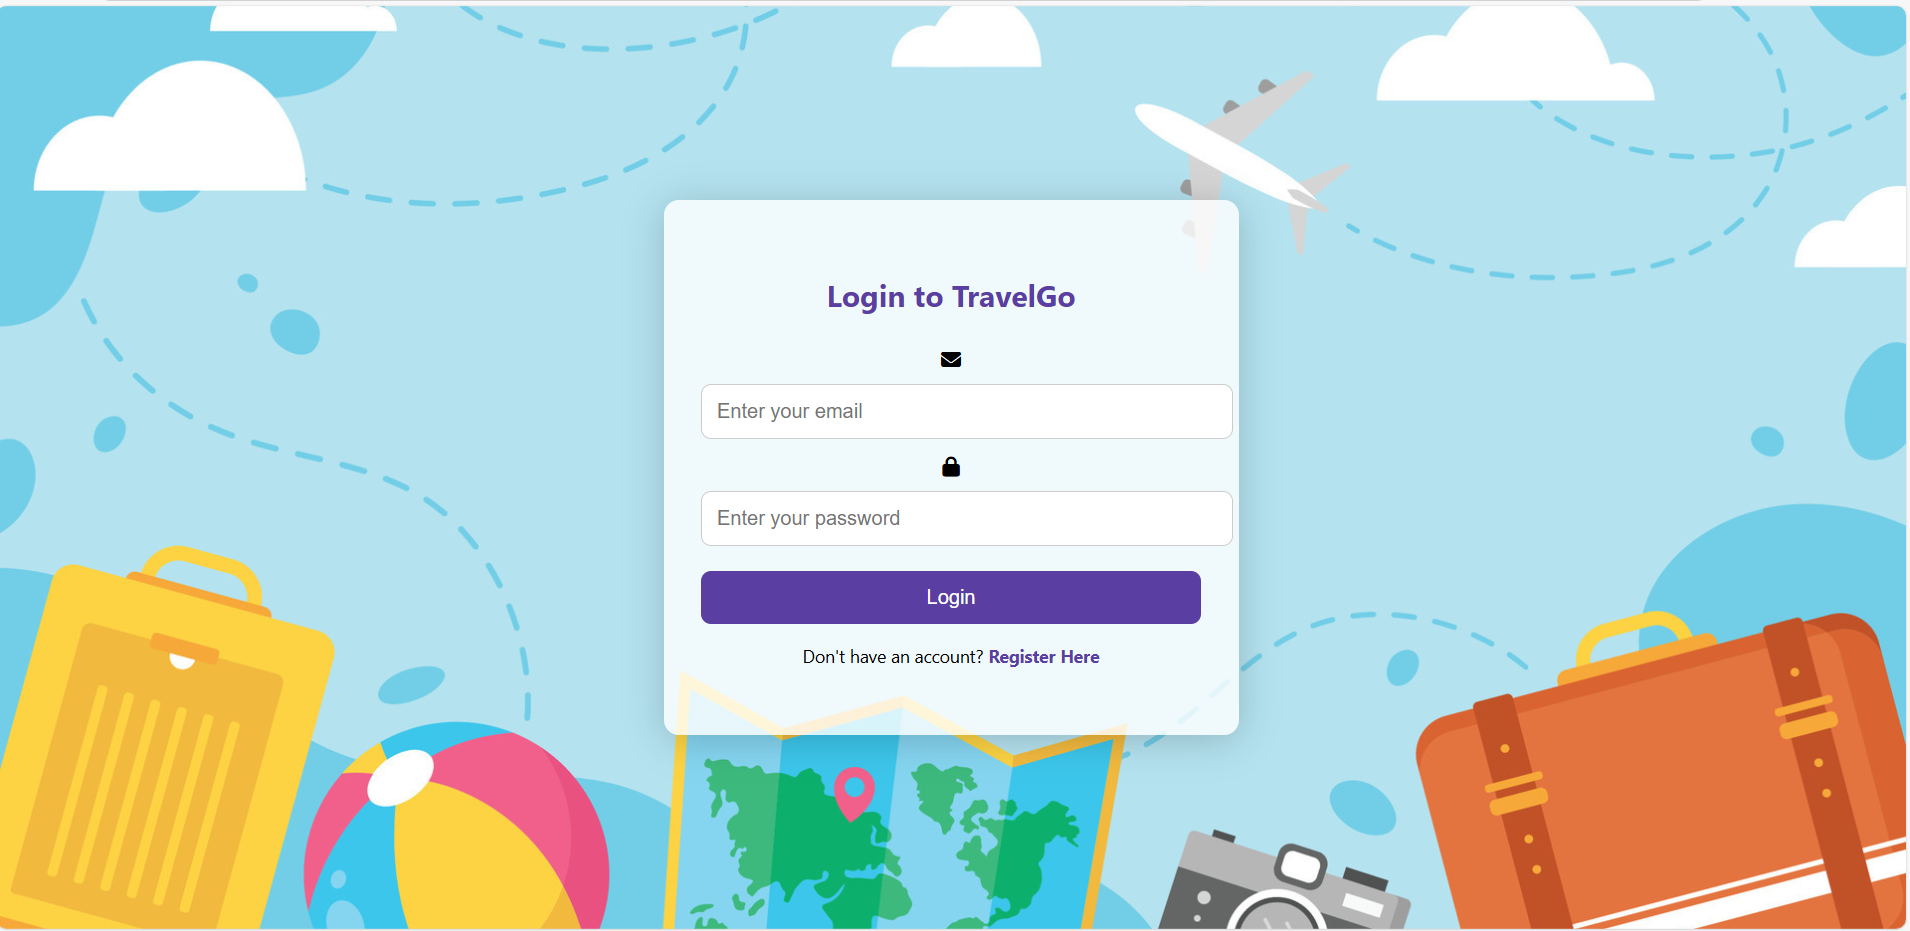 Login to TravelGo
Enter your email
Enter your password
Login
Don't have an account? Register Here